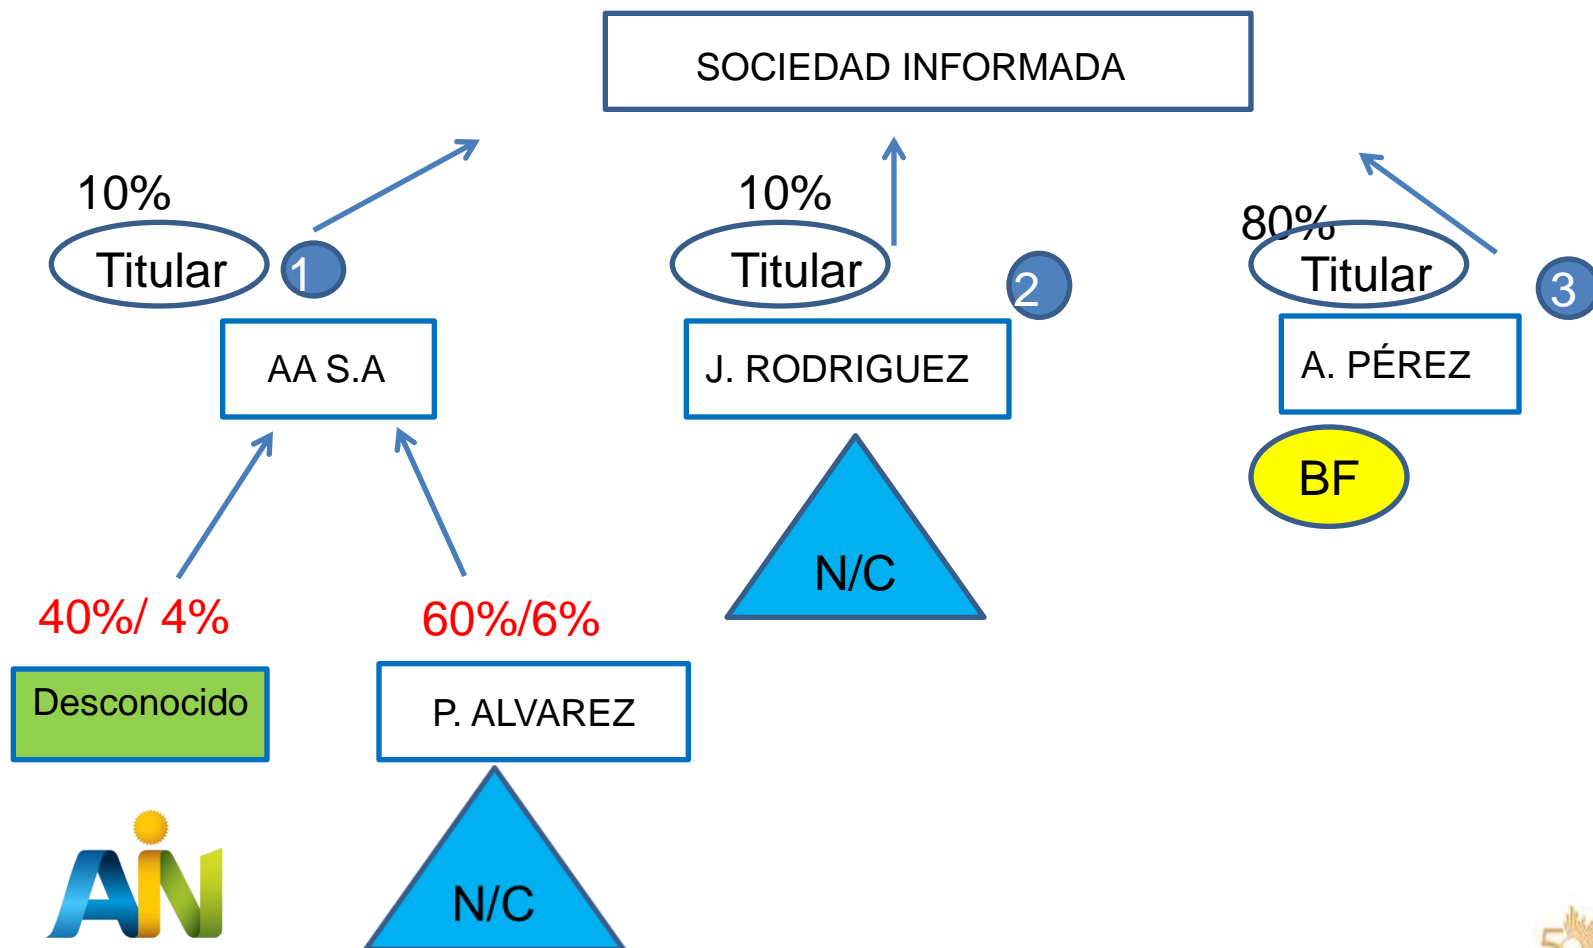 SOCIEDAD INFORMADA
10%
10%
80%
Titular
1
Titular
2
Titular
3
AA S.A
J. RODRIGUEZ
A. PÉREZ
BF
N/C
40%/ 4%
60%/6%
Desconocido
P. ALVAREZ
N/C
AIN
5